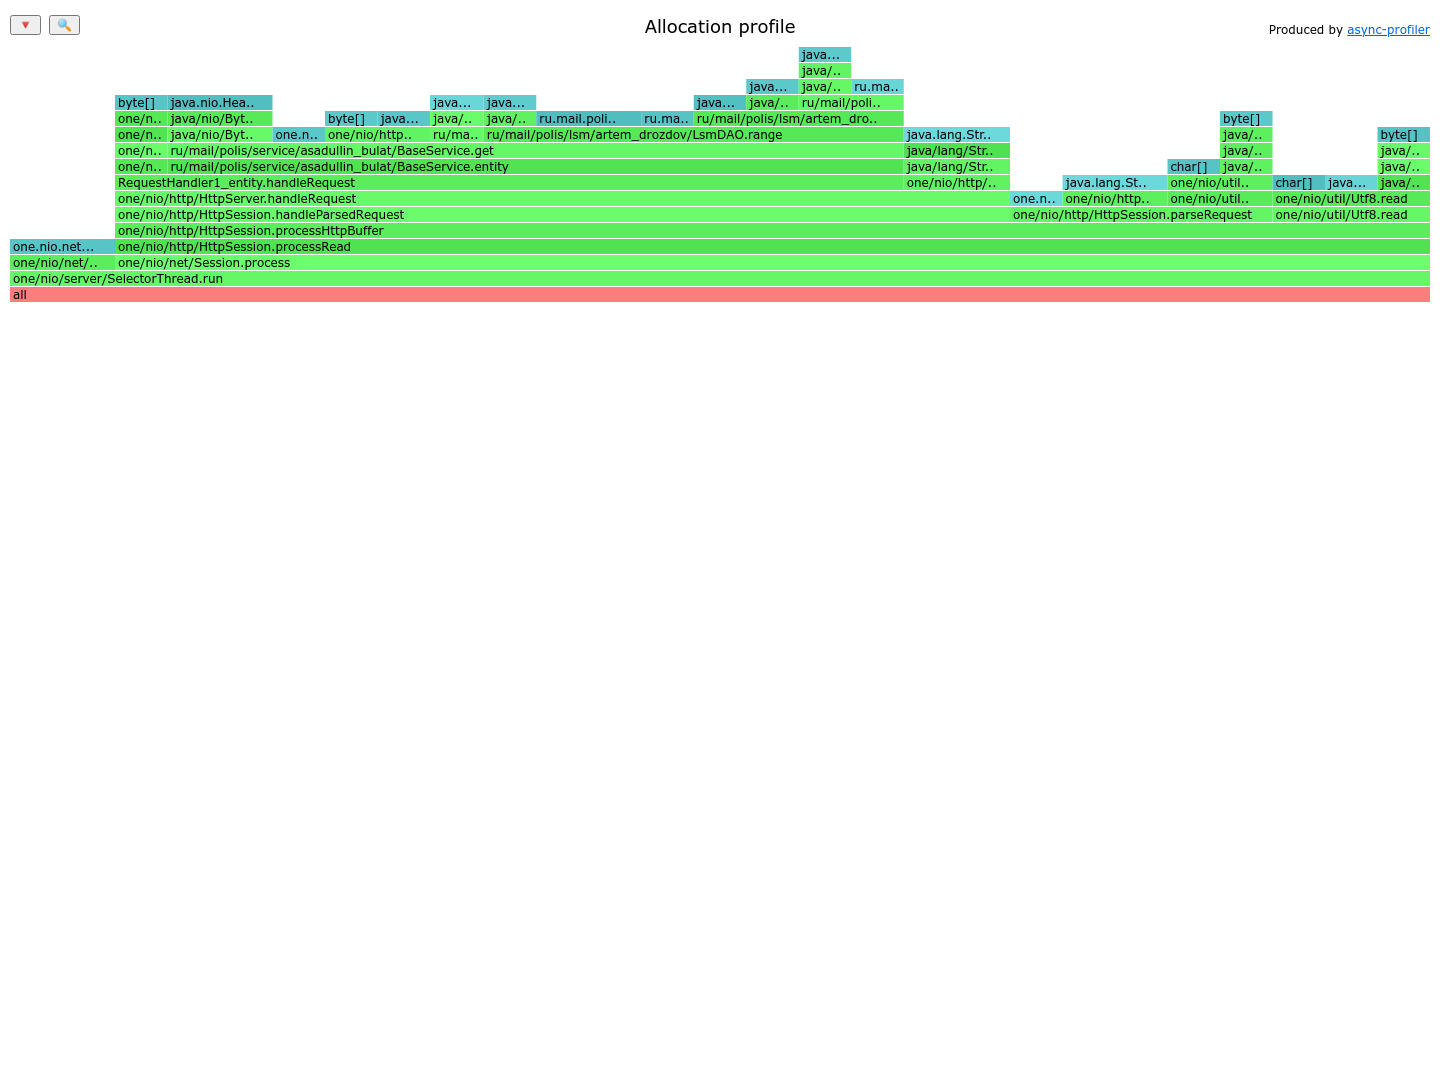 🔻 🔍 Allocation profile Produced by async-profiler
java...
java/..
java... java/.. ru.ma..
byte[] java.nio.Hea.. java... java... java... java/.. ru/mail/poli..
one/n.. java/nio/Byt.. byte[] java... java/.. java/.. ru.mail.poli.. ru.ma.. ru/mail/polis/lsm/artem_dro.. byte[]
one/n.. java/nio/Byt.. one.n.. one/nio/http.. ru/ma.. ru/mail/polis/lsm/artem_drozdov/LsmDAO.range java.lang.Str.. java/.. byte[]
one/n.. ru/mail/polis/service/asadullin_bulat/BaseService.get java/lang/Str.. java/.. java/..
one/n.. ru/mail/polis/service/asadullin_bulat/BaseService.entity java/lang/Str.. char[] java/.. java/..
RequestHandler1_entity.handleRequest one/nio/http/.. java.lang.St.. one/nio/util.. char[] java... java/..
one/nio/http/HttpServer.handleRequest one.n.. one/nio/http.. one/nio/util.. one/nio/util/Utf8.read
one/nio/http/HttpSession.handleParsedRequest one/nio/http/HttpSession.parseRequest one/nio/util/Utf8.read
one/nio/http/HttpSession.processHttpBuffer
one.nio.net... one/nio/http/HttpSession.processRead
one/nio/net/.. one/nio/net/Session.process
one/nio/server/SelectorThread.run
all